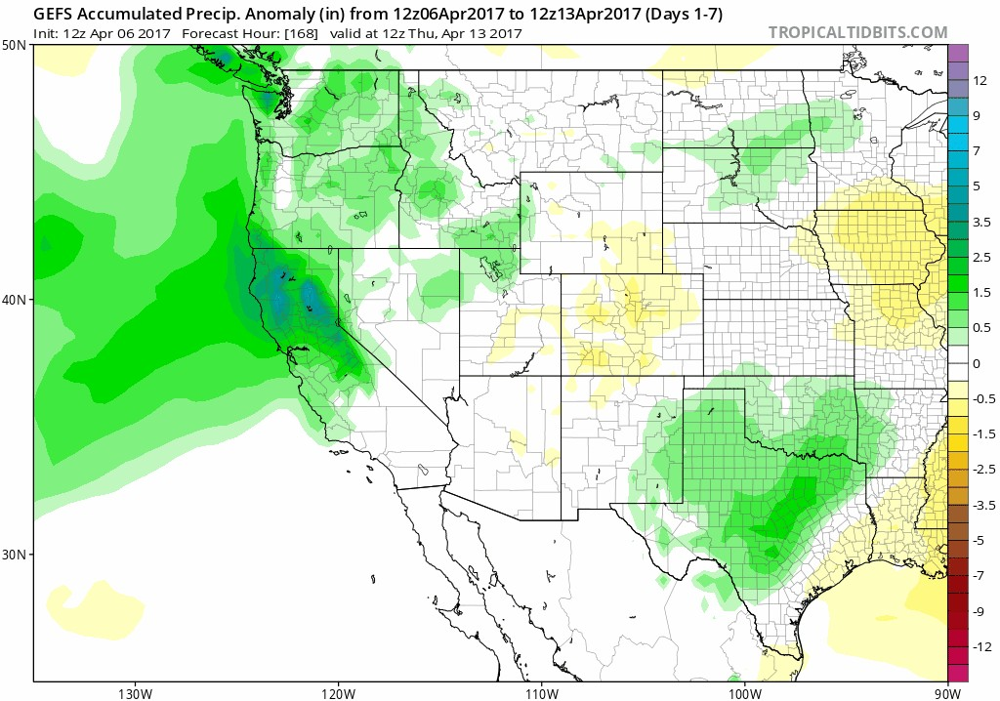 GEFS Accumulated Precip. Anomaly (in) from 12z06Apr2017 to 12z13Apr2017 (Days 1-7)
Init: 12z Apr 06 2017   Forecast Hour: [168]   valid at 12z Thu, Apr 13 2017
TROPICALTIDBITS.COM
50N
40N
30N
130W
120W
110W
100W
90W
12
9
7
5
3.5
2.5
1.5
0.5
0
-0.5
-1.5
-2.5
-3.5
-5
-7
-9
-12